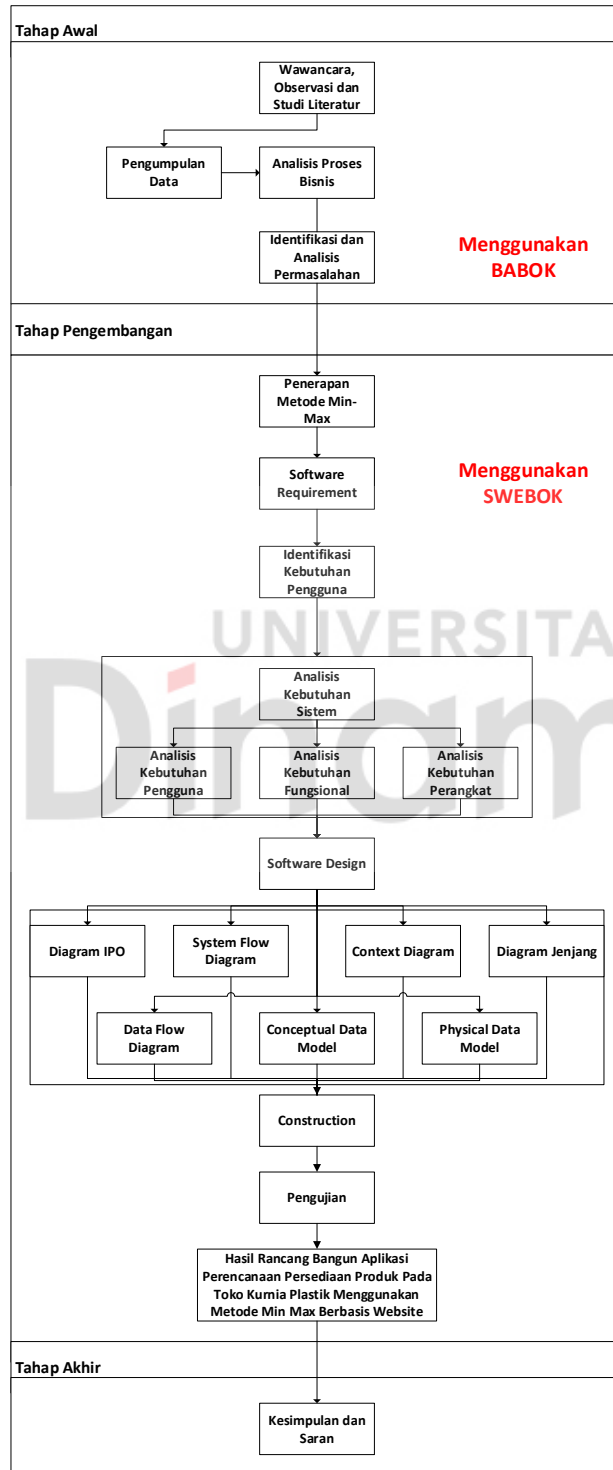 Tahap Awal
Wawancara,
Observasi dan
Studi Literatur
Pengumpulan
Data
Analisis Proses
Bisnis
Identifikasi dan
Analisis
Permasalahan
Menggunakan
BABOK
Tahap Pengembangan
Penerapan
Metode Min-
Max
Software
Requirement
Menggunakan
SWEBOK
Identifikasi
Kebutuhan
Pengguna
UNIVERSITA
Dinam
Analisis
Kebutuhan
Sistem
Analisis
Kebutuhan
Pengguna
Analisis
Kebutuhan
Fungsional
Analisis
Kebutuhan
Perangkat
Software Design
Diagram IPO
System Flow
Diagram
Context Diagram
Diagram Jenjang
Data Flow
Diagram
Conceptual Data
Model
Physical Data
Model
Construction
Pengujian
Hasil Rancang Bangun Aplikasi
Perencanaan Persediaan Produk Pada
Toko Kurnia Plastik Menggunakan
Metode Min Max Berbasis Website
Tahap Akhir
Kesimpulan dan
Saran